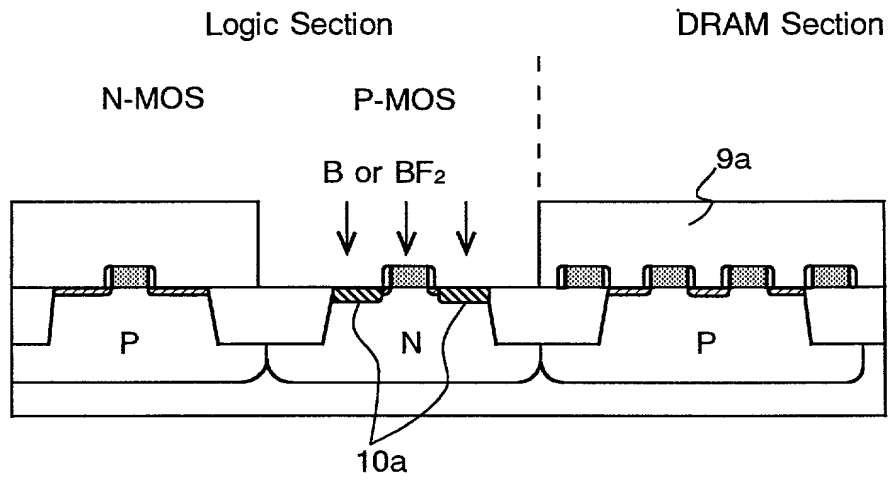 Logic Section
DRAM Section
N-MOS
P-MOS
B or BF₂
9a
P
N
P
10a